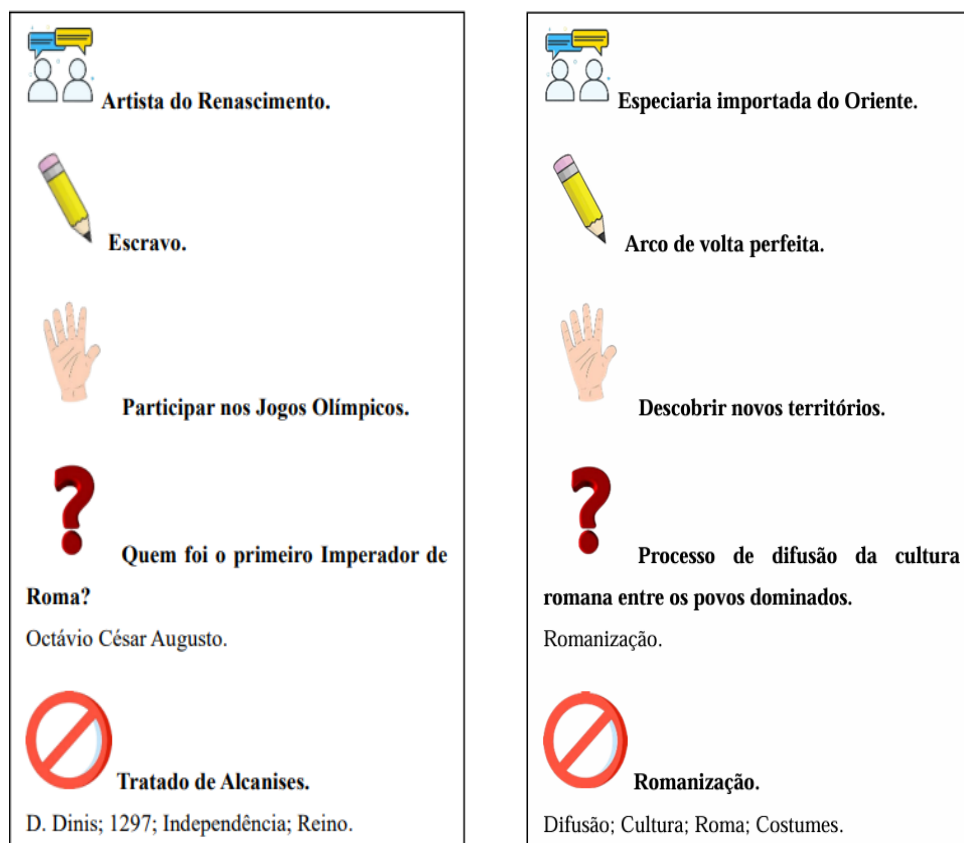 Artista do Renascimento.
Escravo.
Participar nos Jogos Olímpicos.
Quem foi o primeiro Imperador de
Roma?
Octávio César Augusto.
Tratado de Alcanises.
D. Dinis; 1297; Independência; Reino.
Especiaria importada do Oriente.
Arco de volta perfeita.
Descobrir novos territórios.
Processo de difusão da cultura
romana entre os povos dominados.
Romanização.
Romanização.
Difusão; Cultura; Roma; Costumes.